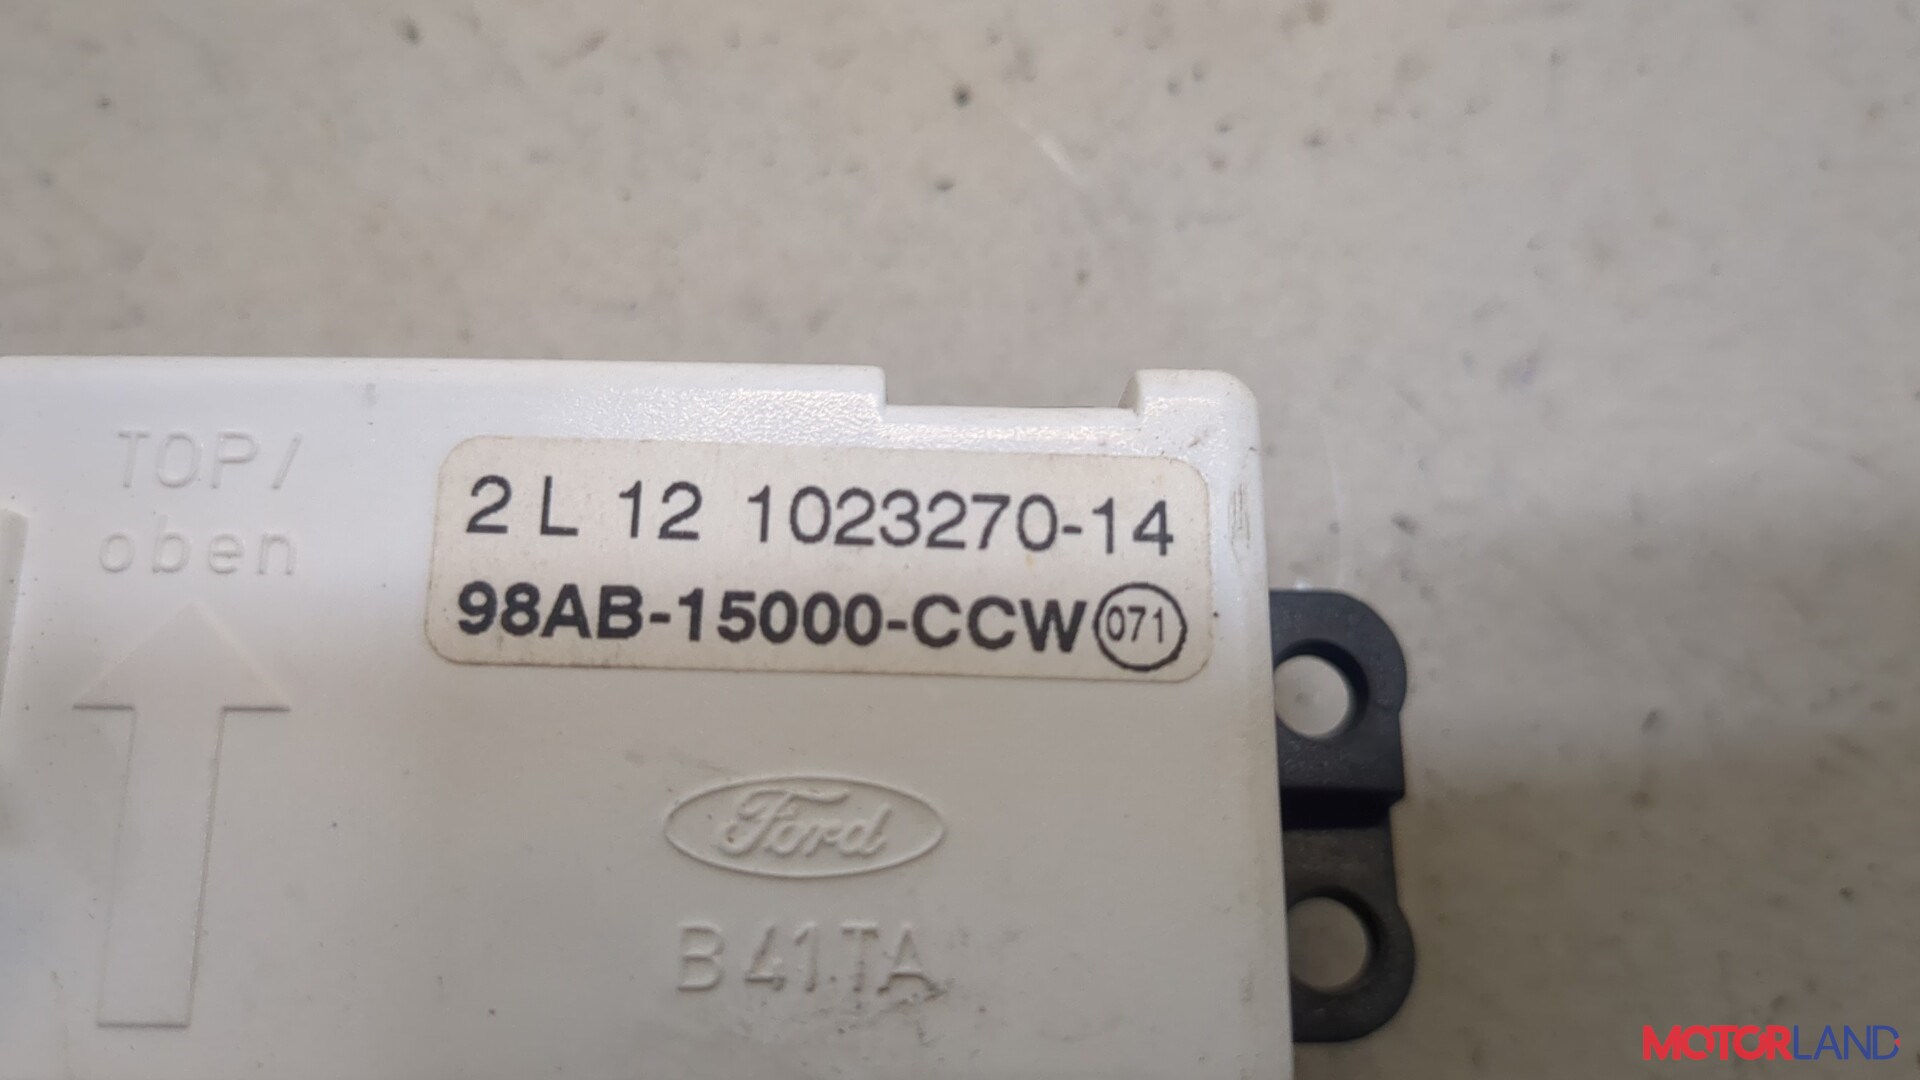 TOP/
oben
2 L 12 1023270-14
98AB-15000-CCW 071
Ford
B41TA
MOTORLAND